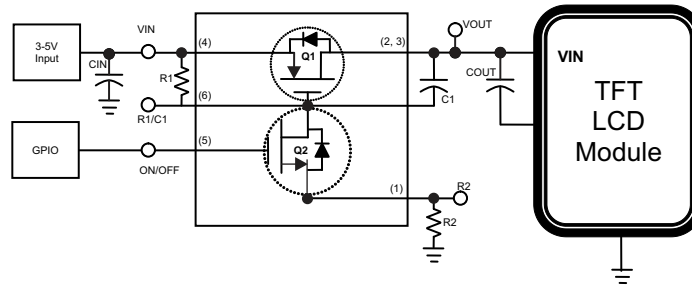 3-5V
Input
VIN
CIN
R1
(4)
Q1
(2, 3)
VOUT
C1
COUT
VIN
TFT
LCD
Module
R1/C1
(6)
GPIO
ON/OFF
(5)
Q2
(1)
R2
R2